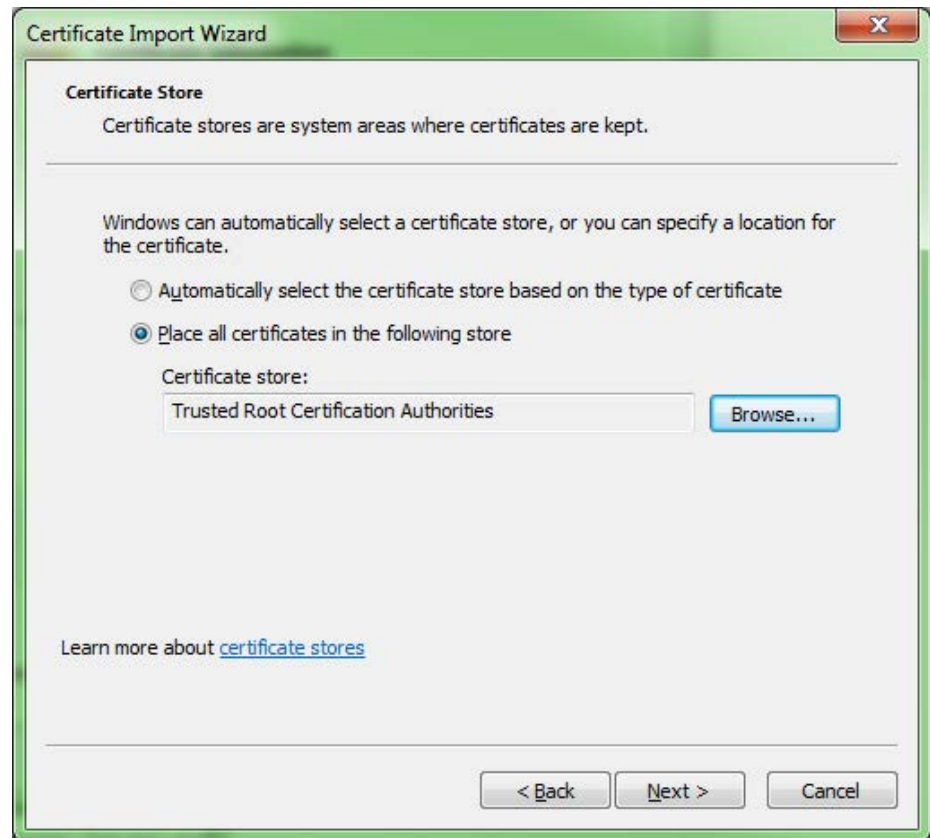 Certificate Import Wizard
Certificate Store
Certificate stores are system areas where certificates are kept.
Windows can automatically select a certificate store, or you can specify a location for
the certificate.
Automatically select the certificate store based on the type of certificate
Place all certificates in the following store
Certificate store:
Trusted Root Certification Authorities
Browse...
Learn more about certificate stores
< Back Next > Cancel